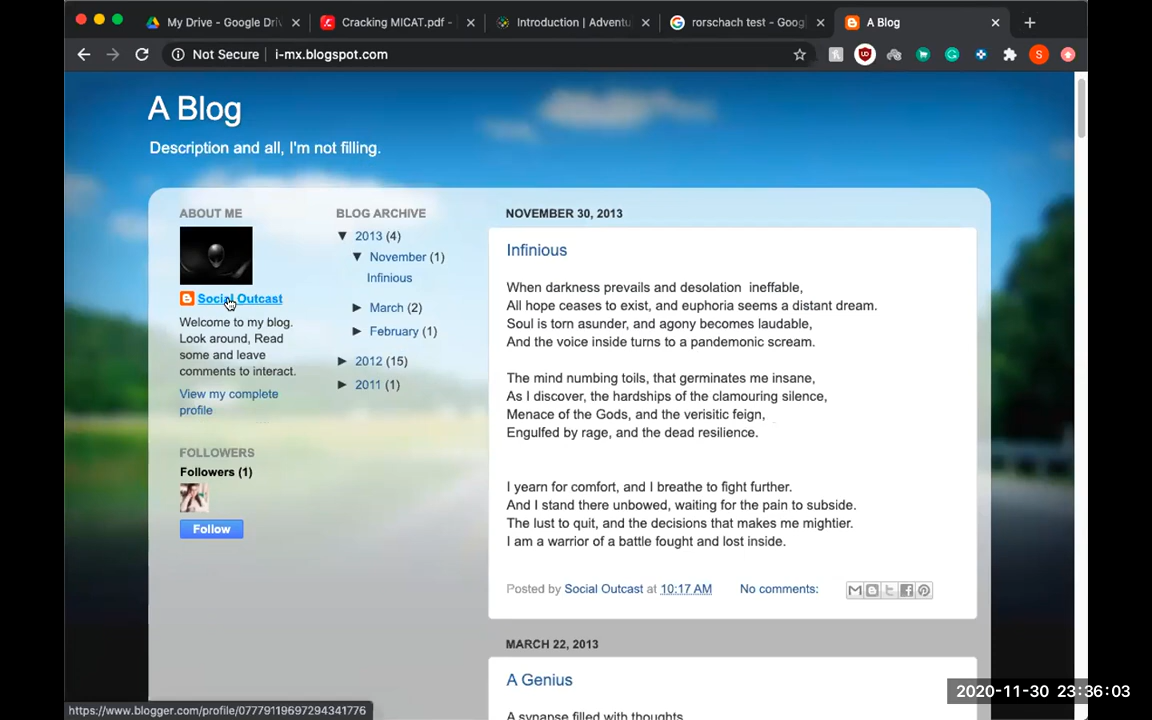 My Drive - Google Dri
Cracking MICAT.pdf -
Introduction | Adventu
rorschach test - Goog
A Blog
Not Secure | i-mx.blogspot.com
A Blog
Description and all, I'm not filling.
ABOUT ME
Social Outcast
Welcome to my blog.
Look around, Read
some and leave
comments to interact.
View my complete
profile
FOLLOWERS
Followers (1)
Follow
BLOG ARCHIVE
▼ 2013 (4)
▼ November (1)
Infinious
► March (2)
► February (1)
► 2012 (15)
► 2011 (1)
NOVEMBER 30, 2013
Infinious
When darkness prevails and desolation ineffable,
All hope ceases to exist, and euphoria seems a distant dream.
Soul is torn asunder, and agony becomes laudable,
And the voice inside turns to a pandemonic scream.
The mind numbing toils, that germinates me insane,
As I discover, the hardships of the clamouring silence,
Menace of the Gods, and the verisitic feign,
Engulfed by rage, and the dead resilience.
I yearn for comfort, and I breathe to fight further.
And I stand there unbowed, waiting for the pain to subside.
The lust to quit, and the decisions that makes me mightier.
I am a warrior of a battle fought and lost inside.
Posted by Social Outcast at 10:17 AM No comments:
MARCH 22, 2013
A Genius
A synapse filled with thoughts
https://www.blogger.com/profile/07791196972943​41776
2020-11-30 23:36:03